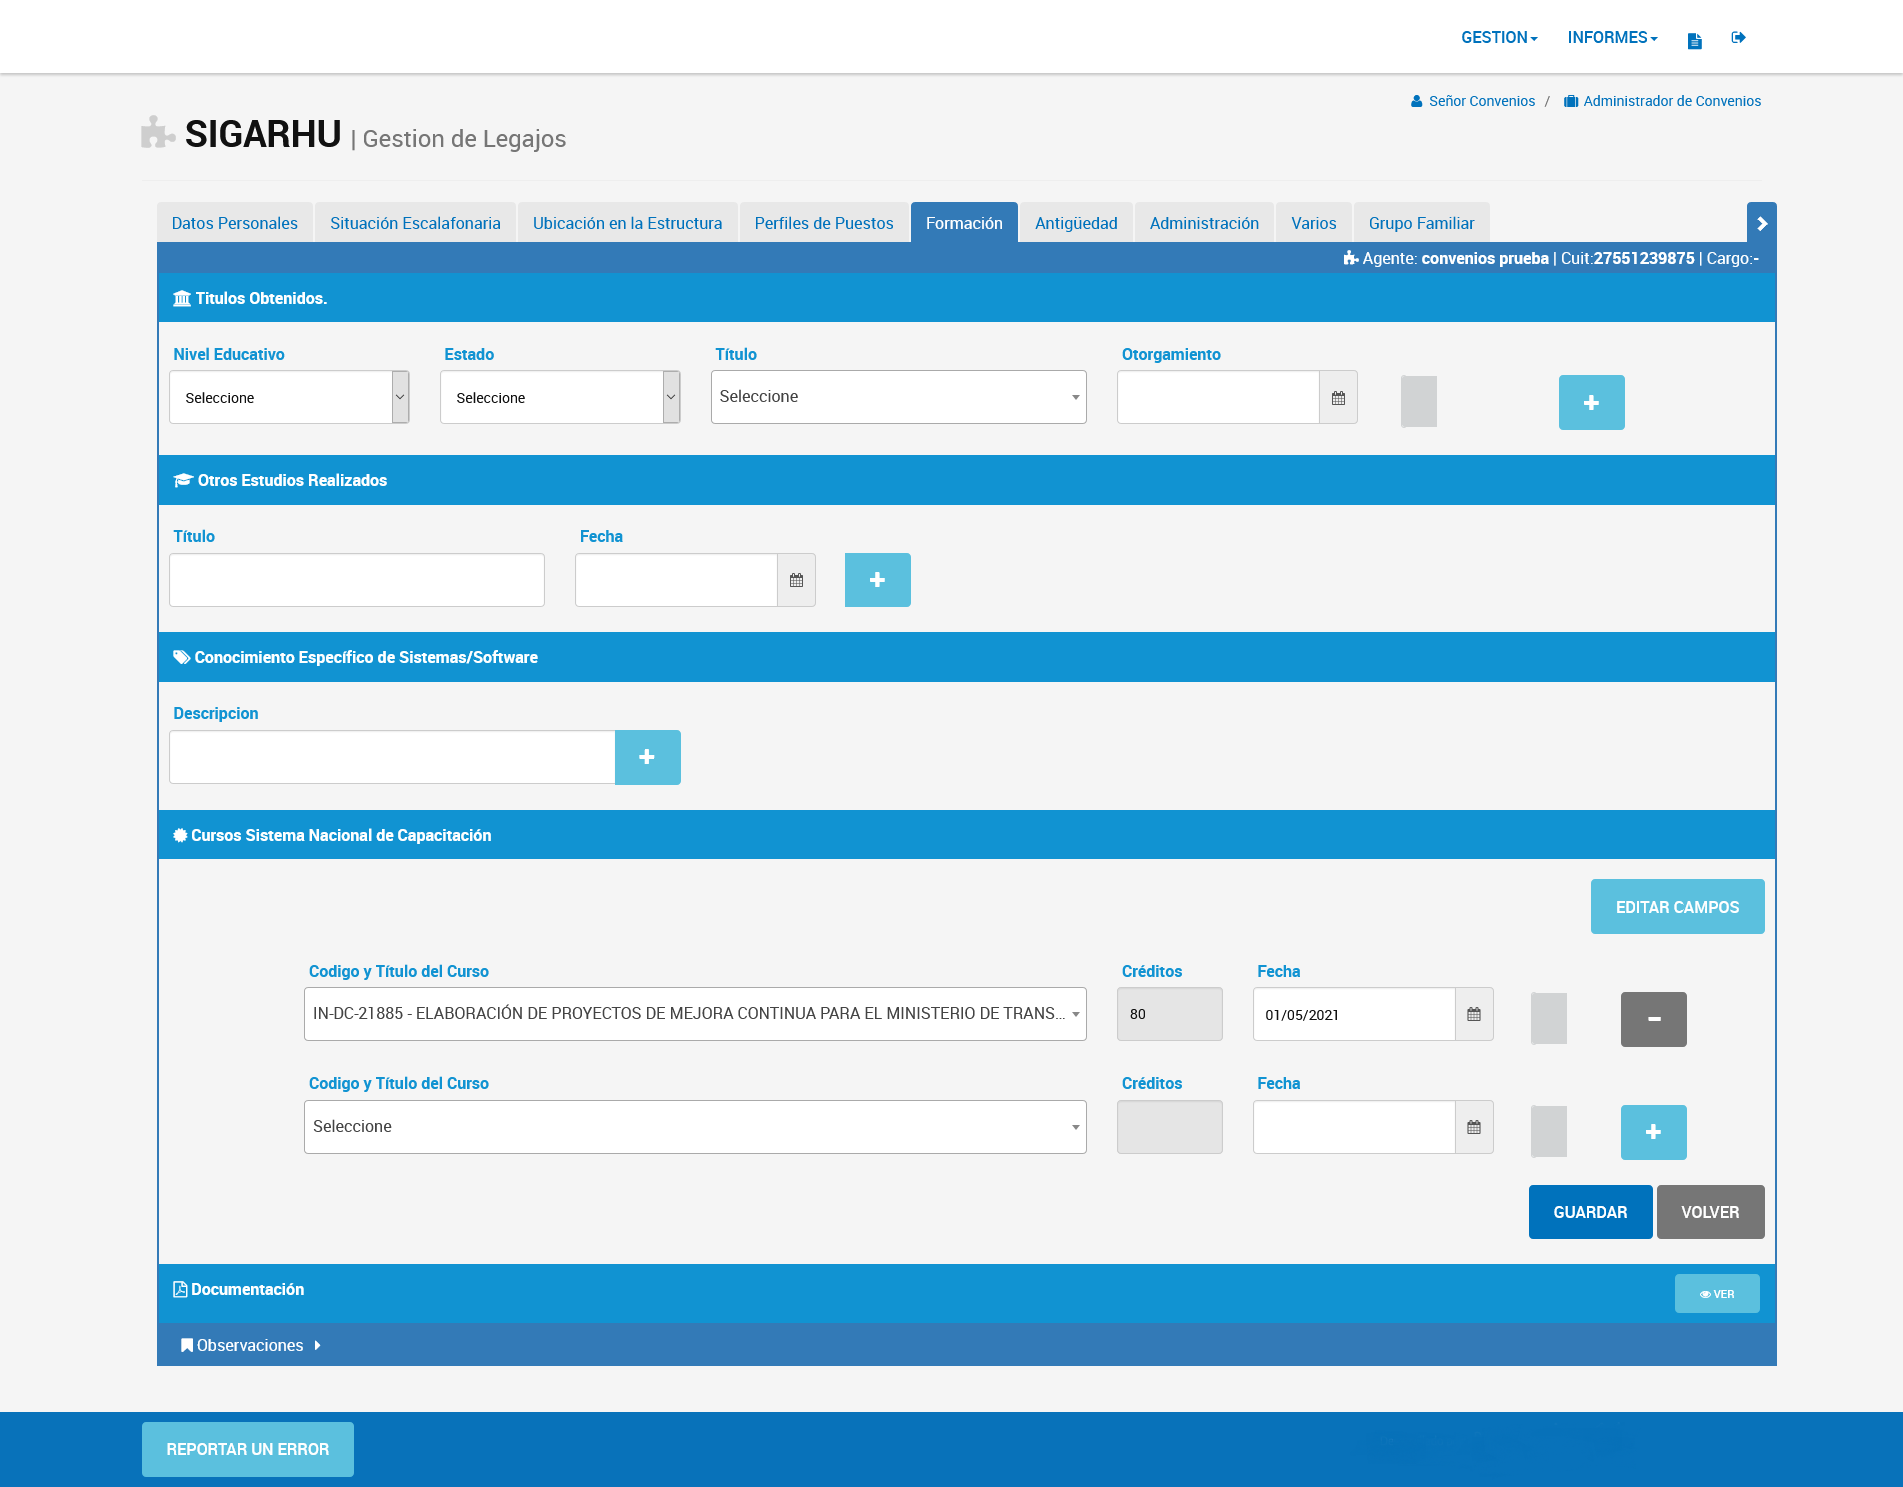 GESTION INFORMES
Señor Convenios / Administrador de Convenios
SIGARHU | Gestion de Legajos
Datos Personales Situación Escalafonaria Ubicación en la Estructura Perfiles de Puestos Formación Antigüedad Administración Varios Grupo Familiar
Agente: convenios prueba | Cuit:27551239875 | Cargo:-
Titulos Obtenidos.
Nivel Educativo Estado Título Otorgamiento
Seleccione Seleccione Seleccione
Otros Estudios Realizados
Título Fecha
Conocimiento Específico de Sistemas/Software
Descripcion
Cursos Sistema Nacional de Capacitación
EDITAR CAMPOS
Codigo y Título del Curso Créditos Fecha
IN-DC-21885 - ELABORACIÓN DE PROYECTOS DE MEJORA CONTINUA PARA EL MINISTERIO DE TRANS... 80 01/05/2021
Codigo y Título del Curso Créditos Fecha
Seleccione
GUARDAR VOLVER
Documentación VER
Observaciones
REPORTAR UN ERROR